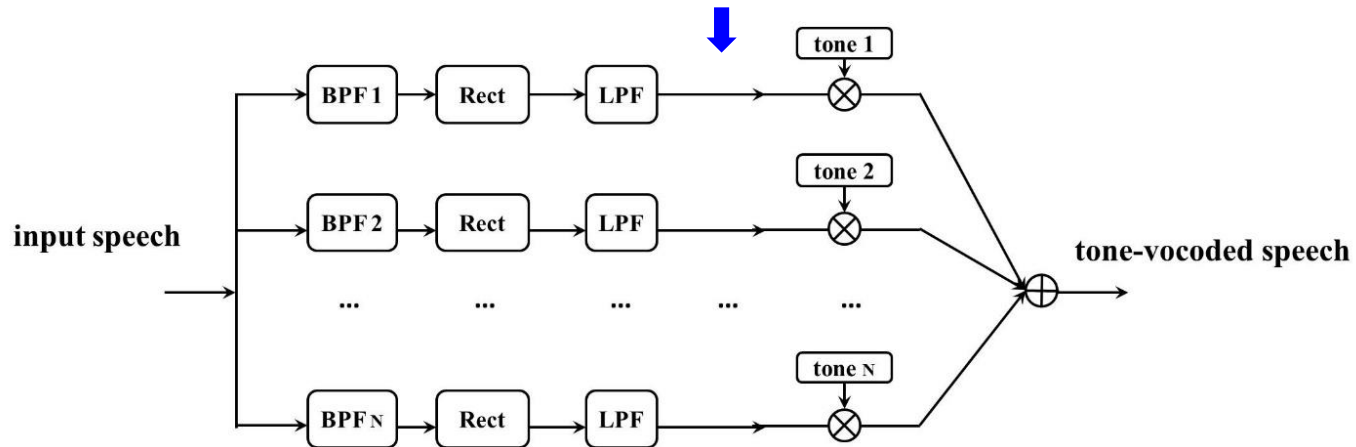 tone 1
BPF 1 Rect LPF
tone 2
BPF 2 Rect LPF
input speech
tone-vocoded speech
... ... ... ... ...
tone N
BPF N Rect LPF